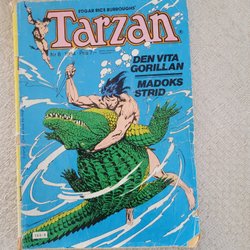 EDGAR RICE BURROUGHS'
TARZAN
DEN VITA
GORILLAN
MADOKS
STRID